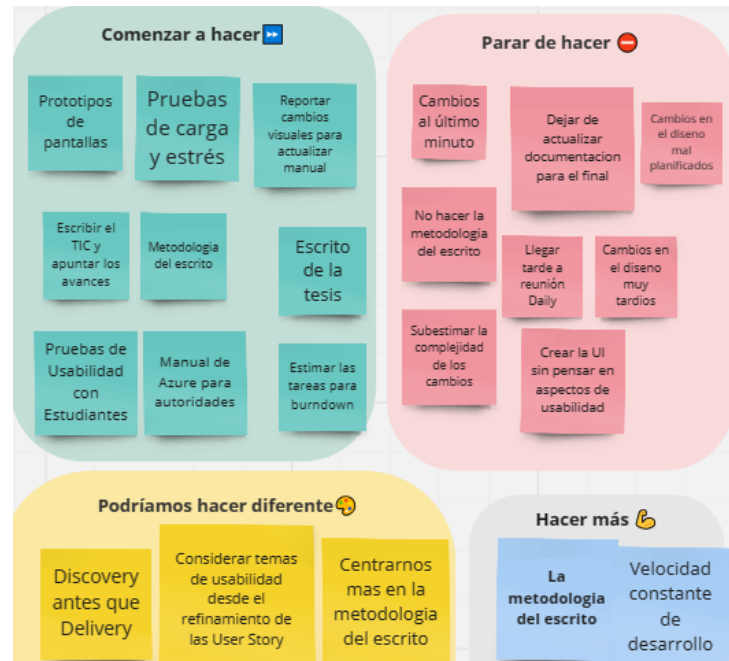 Comenzar a hacer
Prototipos
de
pantallas
Pruebas
de carga
y estrés
Reportar
cambios
visuales para
actualizar
manual
Escribir el
TIC y
apuntar los
avances
Metodologia
del escrito
Escrito
de la
tesis
Pruebas de
Usabilidad
con
Estudiantes
Manual de
Azure para
autoridades
Estimar las
tareas para
burndown
Parar de hacer
Cambios
al último
minuto
Dejar de
actualizar
documentacion
para el final
Cambios en
el diseno
mal
planificados
No hacer la
metodologia
del escrito
Llegar
tarde a
reunión
Daily
Cambios en
el diseno
muy
tardios
Subestimar la
complejidad
de los
cambios
Crear la UI
sin pensar en
aspectos de
usabilidad
Podríamos hacer diferente
Discovery
antes que
Delivery
Considerar temas
de usabilidad
desde el
refinamiento de
las User Story
Centrarnos
mas en la
metodologia
del escrito
Hacer más
La
metodologia
del escrito
Velocidad
constante
de
desarrollo